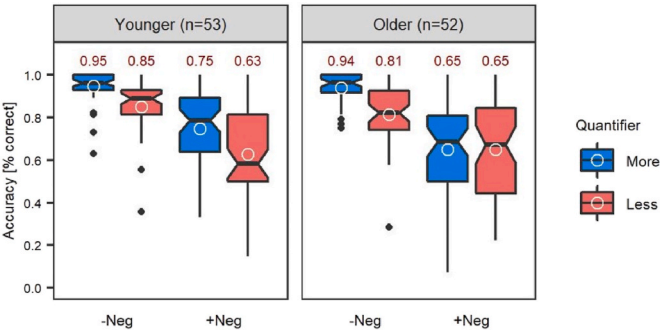 Younger (n=53) Older (n=52)
0.95 0.85 0.75 0.63 0.94 0.81 0.65 0.65
1.0
0.8
0.6
0.4
0.2
0.0
Accuracy [% correct]
Quantifier
More
Less
-Neg +Neg -Neg +Neg